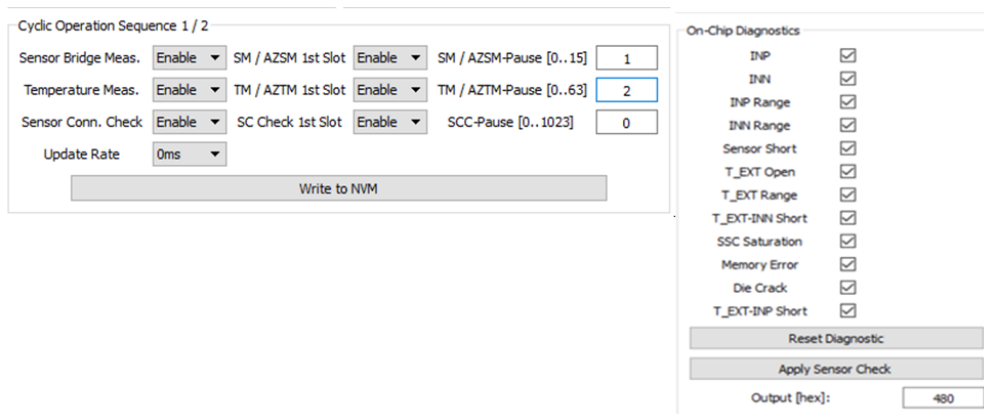 Cyclic Operation Sequence 1 / 2
Sensor Bridge Meas. Enable SM / AZSM 1st Slot Enable SM / AZSM-Pause [0..15] 1
Temperature Meas. Enable TM / AZTM 1st Slot Enable TM / AZTM-Pause [0..63] 2
Sensor Conn. Check Enable SC Check 1st Slot Enable SCC-Pause [0..1023] 0
Update Rate 0ms
Write to NVM
On-Chip Diagnostics
INP
INN
INP Range
INN Range
Sensor Short
T_EXT Open
T_EXT Range
T_EXT-INN Short
SSC Saturation
Memory Error
Die Crack
T_EXT-INP Short
Reset Diagnostic
Apply Sensor Check
Output [hex]: 480